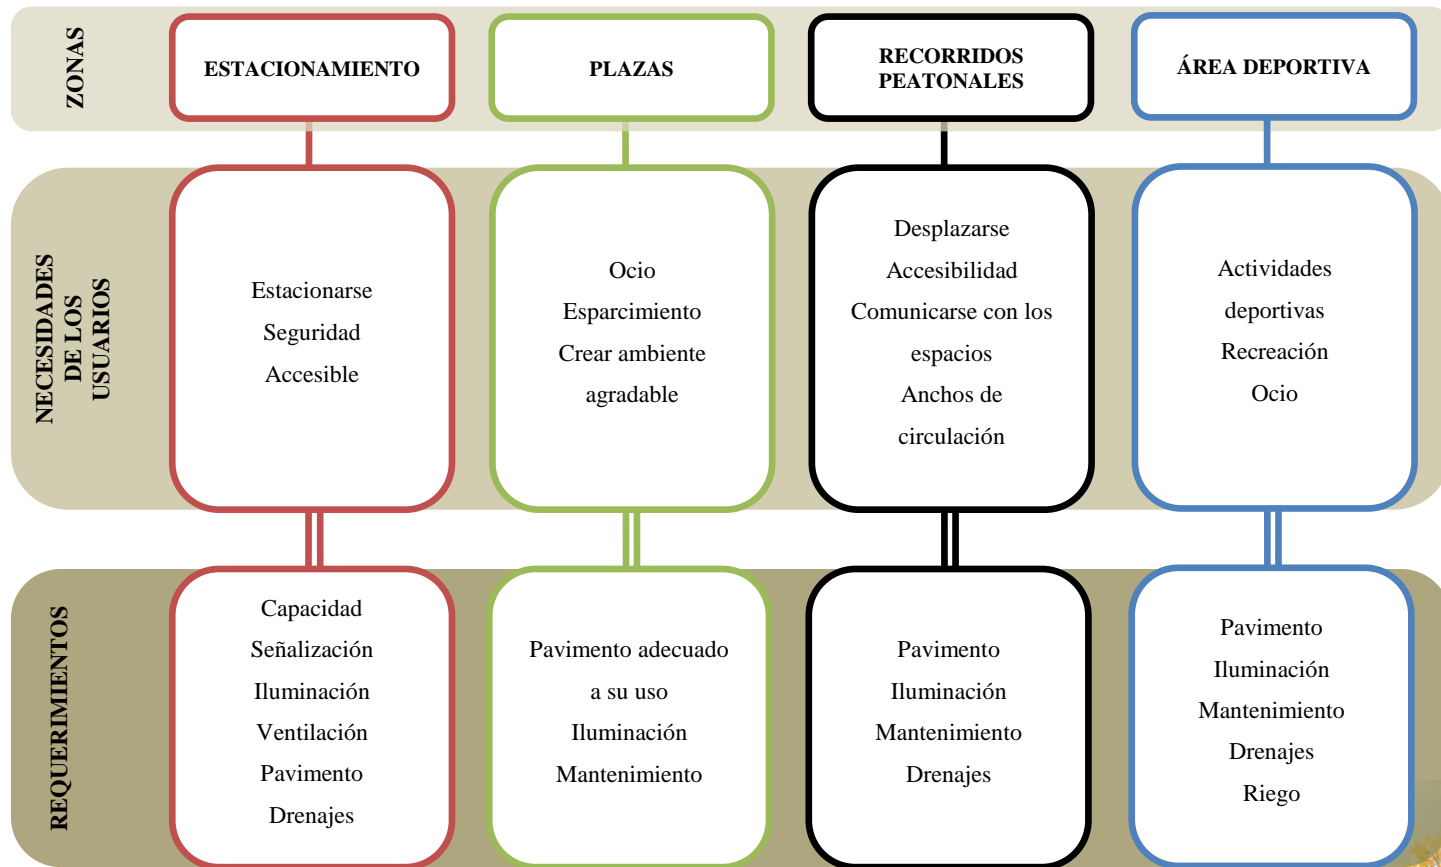 ZONAS
ESTACIONAMIENTO
PLAZAS
RECORRIDOS
PEATONALES
ÁREA DEPORTIVA
NECESIDADES
DE LOS
USUARIOS
Estacionarse
Seguridad
Accesible
Ocio
Esparcimiento
Crear ambiente
agradable
Desplazarse
Accesibilidad
Comunicarse con los
espacios
Anchos de
circulación
Actividades
deportivas
Recreación
Ocio
REQUERIMIENTOS
Capacidad
Señalización
Iluminación
Ventilación
Pavimento
Drenajes
Pavimento adecuado
a su uso
Iluminación
Mantenimiento
Pavimento
Iluminación
Mantenimiento
Drenajes
Pavimento
Iluminación
Mantenimiento
Drenajes
Riego